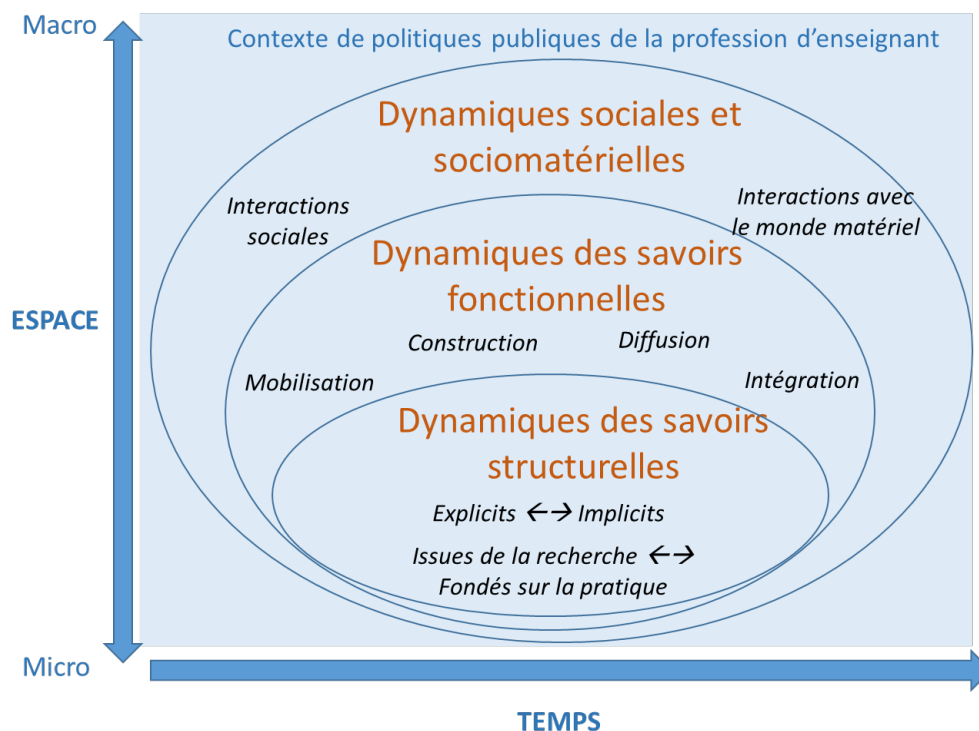 Macro
Contexte de politiques publiques de la profession d'enseignant
Dynamiques sociales et
sociomatérielles
Interactions
sociales
Interactions avec
le monde matériel
Dynamiques des savoirs
fonctionnelles
ESPACE
Construction
Diffusion
Mobilisation
Intégration
Dynamiques des savoirs
structurelles
Explicits ←→ Implicits
Issues de la recherche ←→
Fondés sur la pratique
Micro
TEMPS